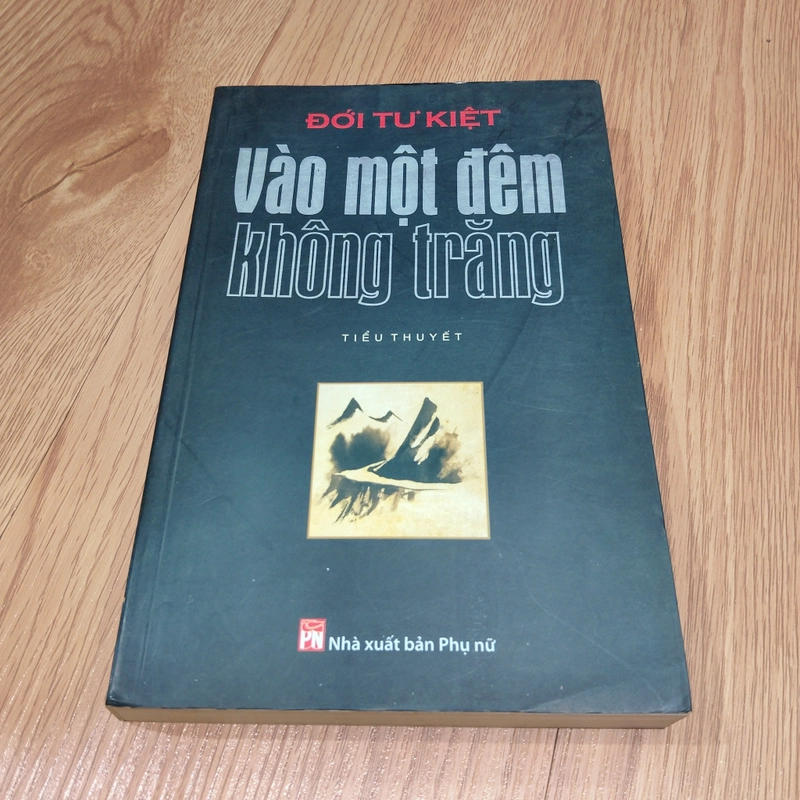 ĐỚI TƯ KIỆT
Vào một đêm
không trăng
TIỂU THUYẾT
PN Nhà xuất bản Phụ nữ